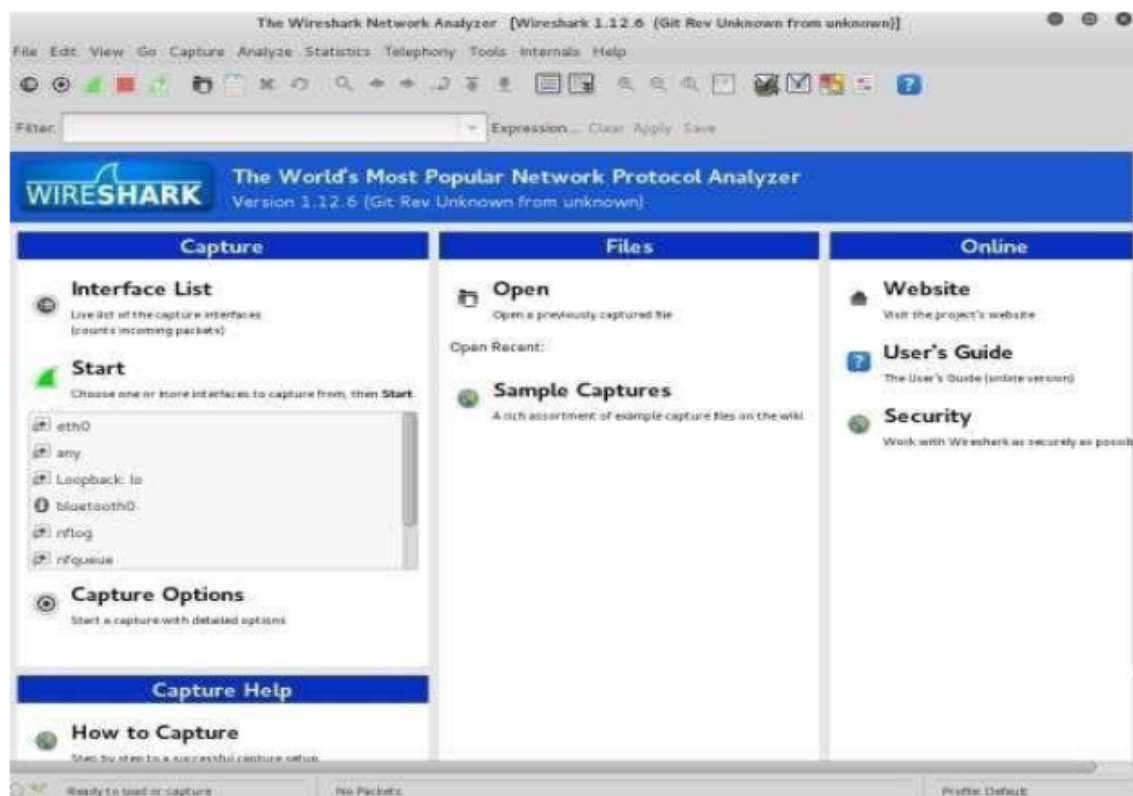 The Wireshark Network Analyzer [Wireshark 1.12.6 (Git Rev Unknown from unknown)]
File Edit View Go Capture Analyze Statistics Telephony Tools Internals Help
Filter: Expression... Clear Apply Save
WIRESHARK
The World's Most Popular Network Protocol Analyzer
Version 1.12.6 (Git Rev Unknown from unknown)
Capture
Interface List
Live list of the capture interfaces
(counts incoming packets)
Start
Choose one or more interfaces to capture from, then Start
eth0
any
Loopback: lo
bluetooth0
nflog
nfqueue
Capture Options
Start a capture with detailed options
Capture Help
How to Capture
Step by step to a successful capture setup
Files
Open
Open a previously captured file
Open Recent:
Sample Captures
A rich assortment of example capture files on the wiki
Online
Website
Visit the project's website
User's Guide
The User's Guide (online version)
Security
Work with Wireshark as securely as possib
Ready to load or capture
No Packets
Profile: Default